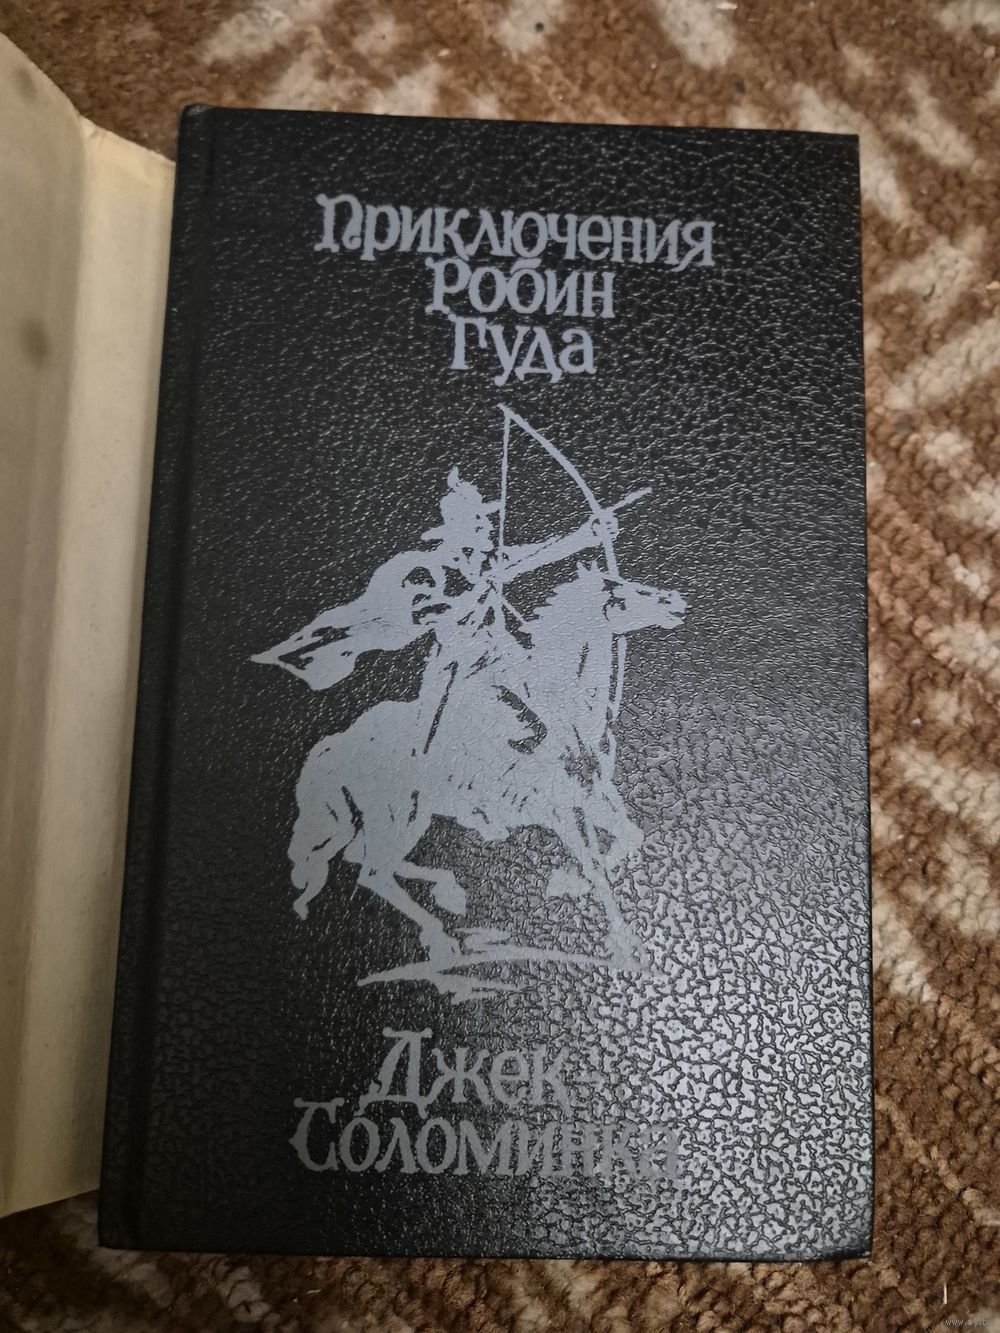 Приключения
Робин
Гуда
Джек-
Соломинка